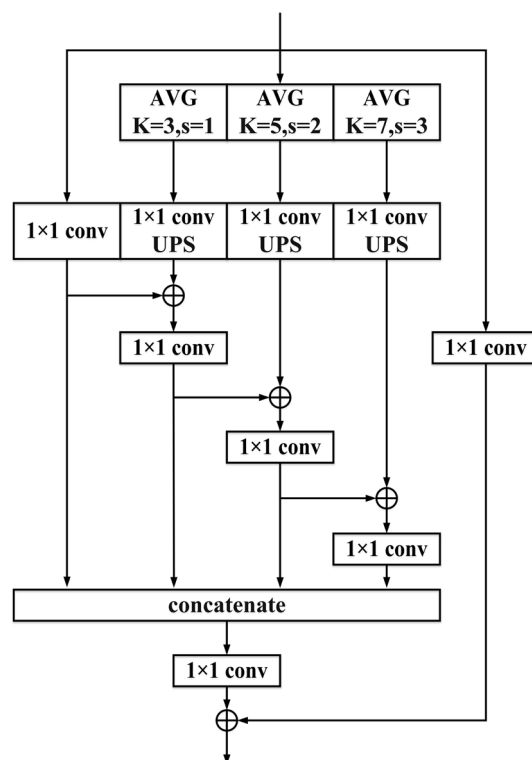 AVG
K=3,s=1
AVG
K=5,s=2
AVG
K=7,s=3
1×1 conv
1×1 conv
UPS
1×1 conv
UPS
1×1 conv
UPS
1×1 conv
1×1 conv
1×1 conv
1×1 conv
concatenate
1×1 conv